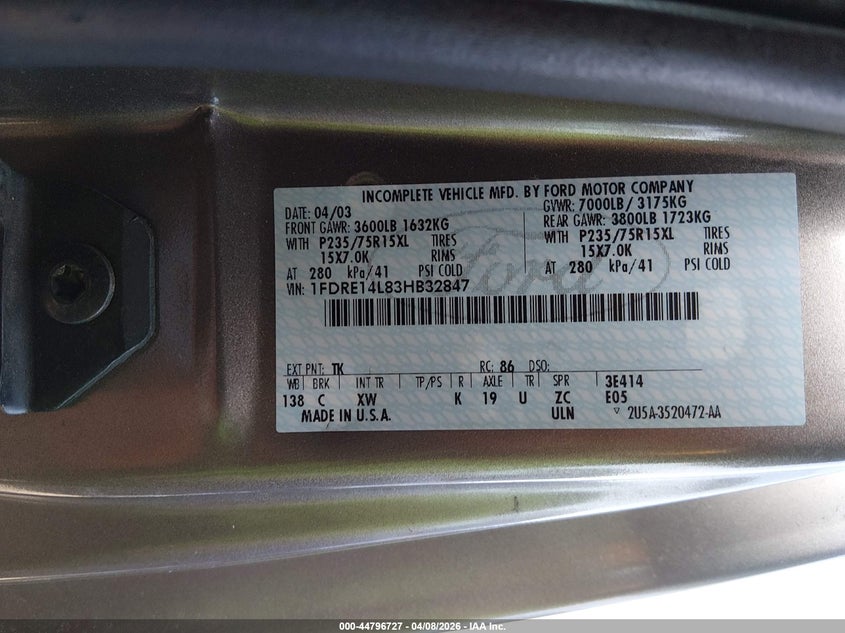 INCOMPLETE VEHICLE MFD. BY FORD MOTOR COMPANY
DATE: 04/03 GVWR: 7000LB / 3175KG
FRONT GAWR: 3600LB 1632KG REAR GAWR: 3800LB 1723KG
WITH P235/75R15XL TIRES WITH P235/75R15XL TIRES
15X7.0K RIMS 15X7.0K RIMS
AT 280 kPa/41 PSI COLD AT 280 kPa/41 PSI COLD
VIN: 1FDRE14L83HB32847
Ford
EXT PNT: TK RC: 86 DSO:
WB BRK INT TR TP/PS R AXLE TR SPR 3E414
138 C XW K 19 U ZC E05
MADE IN U.S.A. ULN ▽ 2U5A-3520472-AA
000-44796727 - 04/08/2026 - IAA Inc.